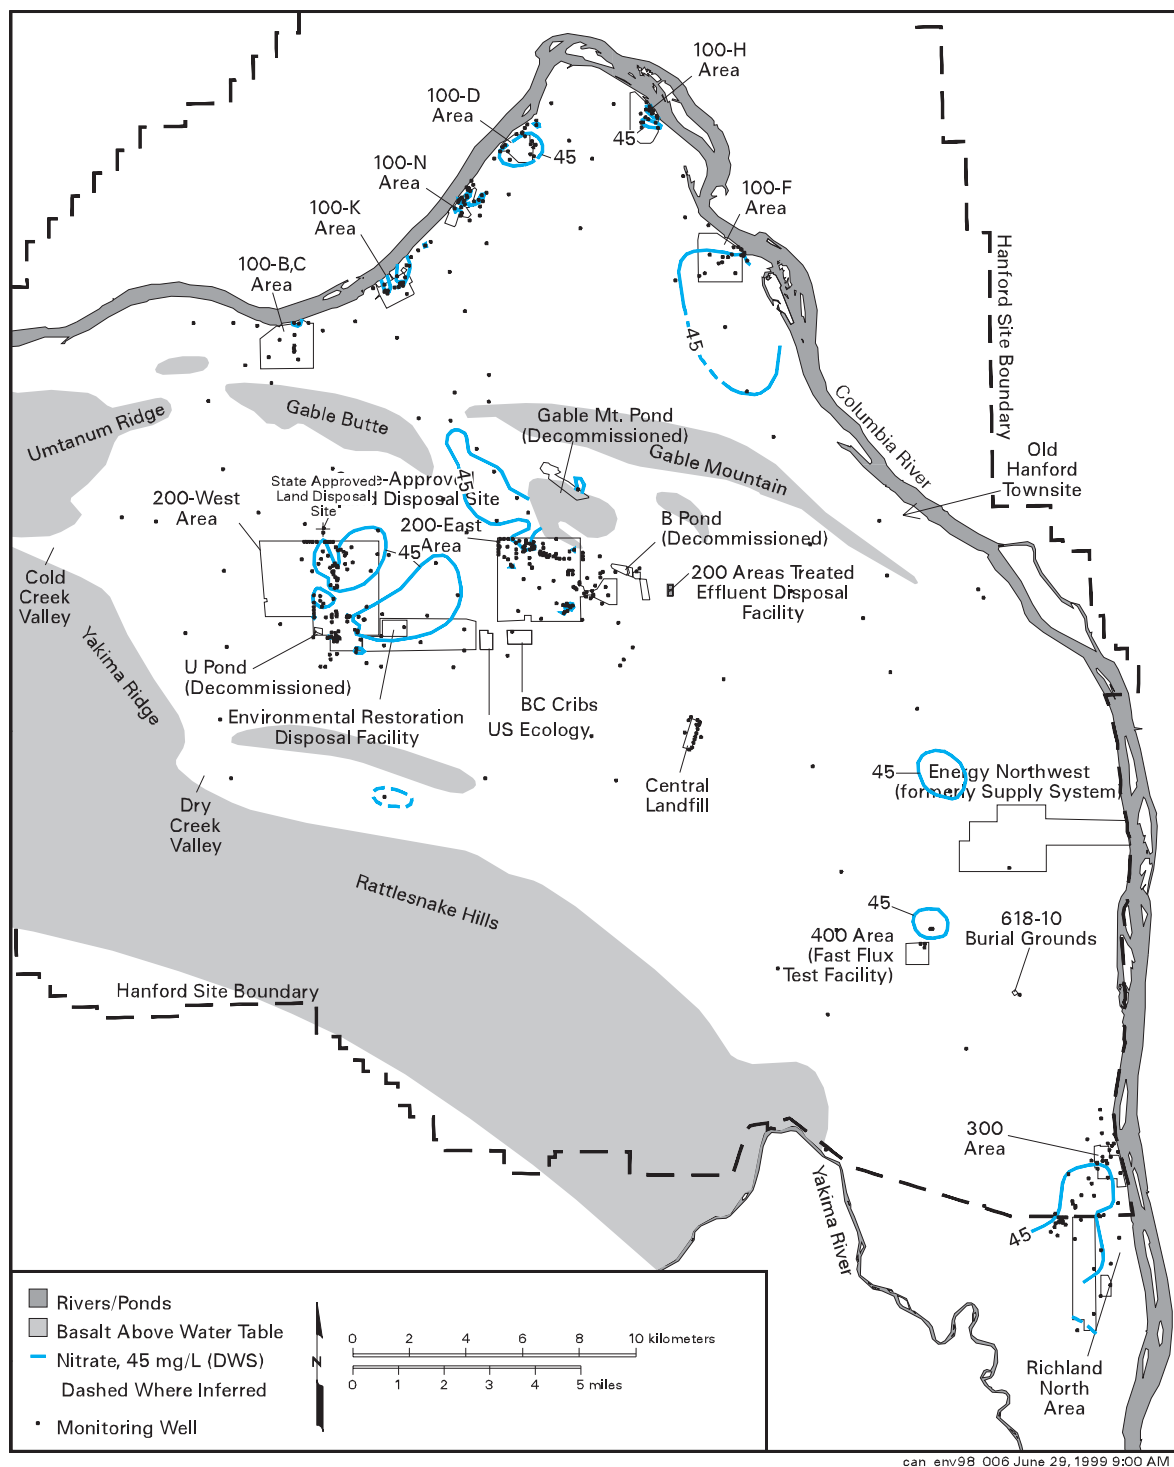 100-H
Area
100-D
Area
45
45
100-N
Area
100-F
Area
100-K
Area
100-B,C
Area
Hanford Site Boundary
45
Columbia River
Umtanum Ridge
Gable Butte
Gable Mt. Pond
(Decommissioned)
Gable Mountain
Old
Hanford
Townsite
45
State Approved
Land Disposal
Site
e-Approve
d Disposal Site
200-West
Area
200-East
Area
45
B Pond
(Decommissioned)
200 Areas Treated
Effluent Disposal
Facility
Cold
Creek
Valley
Yakima Ridge
U Pond
(Decommissioned)
BC Cribs
US Ecology
Environmental Restoration
Disposal Facility
Central
Landfill
45
Energy Northwest
(formerly Supply System)
Dry
Creek
Valley
Rattlesnake Hills
45
400 Area
(Fast Flux
Test Facility)
618-10
Burial Grounds
Hanford Site Boundary
300
Area
Yakima River
45
Richland
North
Area
Rivers/Ponds
Basalt Above Water Table
Nitrate, 45 mg/L (DWS)
Dashed Where Inferred
Monitoring Well
N
0 2 4 6 8 10 kilometers
0 1 2 3 4 5 miles
can_env98_006 June 29, 1999 9:00 AM